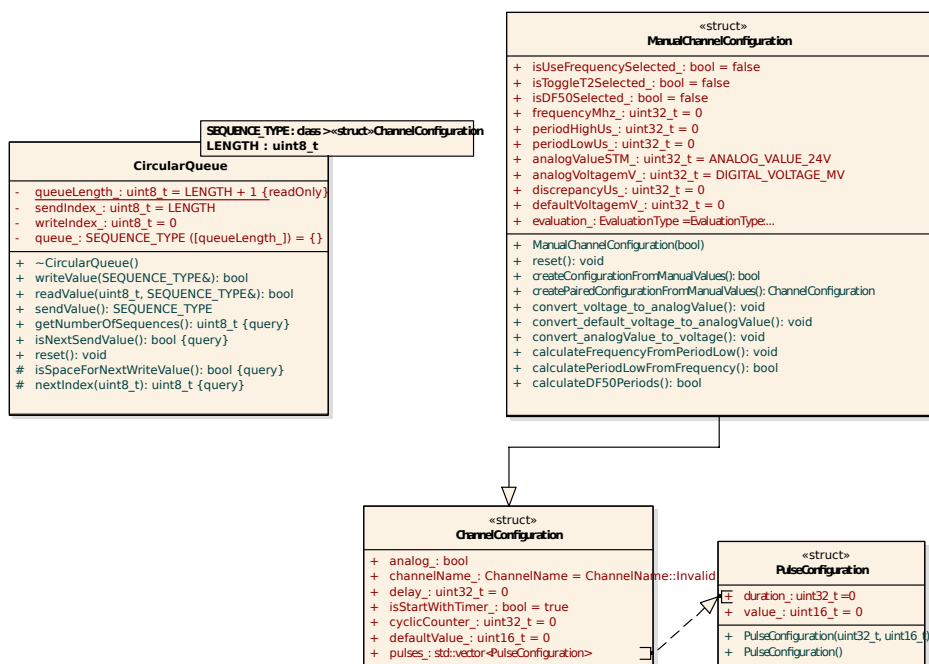 «struct»
ManualChannelConfiguration
+ isUseFrequencySelected_: bool = false
+ isToggleT2Selected_: bool = false
+ isDF50Selected_: bool = false
+ frequencyMhz_: uint32_t = 0
+ periodHighUs_: uint32_t = 0
+ periodLowUs_: uint32_t = 0
+ analogValueSTM_: uint32_t = ANALOG_VALUE_24V
+ analogVoltagemV_: uint32_t = DIGITAL_VOLTAGE_MV
+ discrepancyUs_: uint32_t = 0
+ defaultVoltagemV_: uint32_t = 0
+ evaluation_: EvaluationType =EvaluationType:...
+ ManualChannelConfiguration(bool)
+ reset(): void
+ createConfigurationFromManualValues(): bool
+ createPairedConfigurationFromManualValues(): ChannelConfiguration
+ convert_voltage_to_analogValue(): void
+ convert_default_voltage_to_analogValue(): void
+ convert_analogValue_to_voltage(): void
+ calculateFrequencyFromPeriodLow(): void
+ calculatePeriodLowFromFrequency(): bool
+ calculateDF50Periods(): bool
SEQUENCE_TYPE : class >«struct»ChannelConfiguration
LENGTH : uint8_t
CircularQueue
- queueLength_: uint8_t = LENGTH + 1 {readOnly}
- sendIndex_: uint8_t = LENGTH
- writeIndex_: uint8_t = 0
- queue_: SEQUENCE_TYPE ([queueLength_]) = {}
+ ~CircularQueue()
+ writeValue(SEQUENCE_TYPE&): bool
+ readValue(uint8_t, SEQUENCE_TYPE&): bool
+ sendValue(): SEQUENCE_TYPE
+ getNumberOfSequences(): uint8_t {query}
+ isNextSendValue(): bool {query}
+ reset(): void
# isSpaceForNextWriteValue(): bool {query}
# nextIndex(uint8_t): uint8_t {query}
«struct»
ChannelConfiguration
+ analog_: bool
+ channelName_: ChannelName = ChannelName::Invalid
+ delay_: uint32_t = 0
+ isStartWithTimer_: bool = true
+ cyclicCounter_: uint32_t = 0
+ defaultValue_: uint16_t = 0
+ pulses_: std::vector<PulseConfiguration>
«struct»
PulseConfiguration
+ duration_: uint32_t =0
+ value_: uint16_t = 0
+ PulseConfiguration(uint32_t, uint16_t)
+ PulseConfiguration()